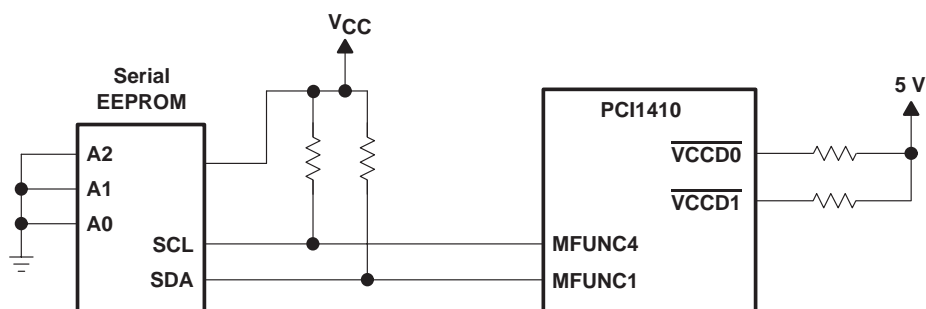 VCC
Serial
EEPROM
5 V
PCI1410
A2
VCCD0
A1
VCCD1
A0
SCL
MFUNC4
SDA
MFUNC1